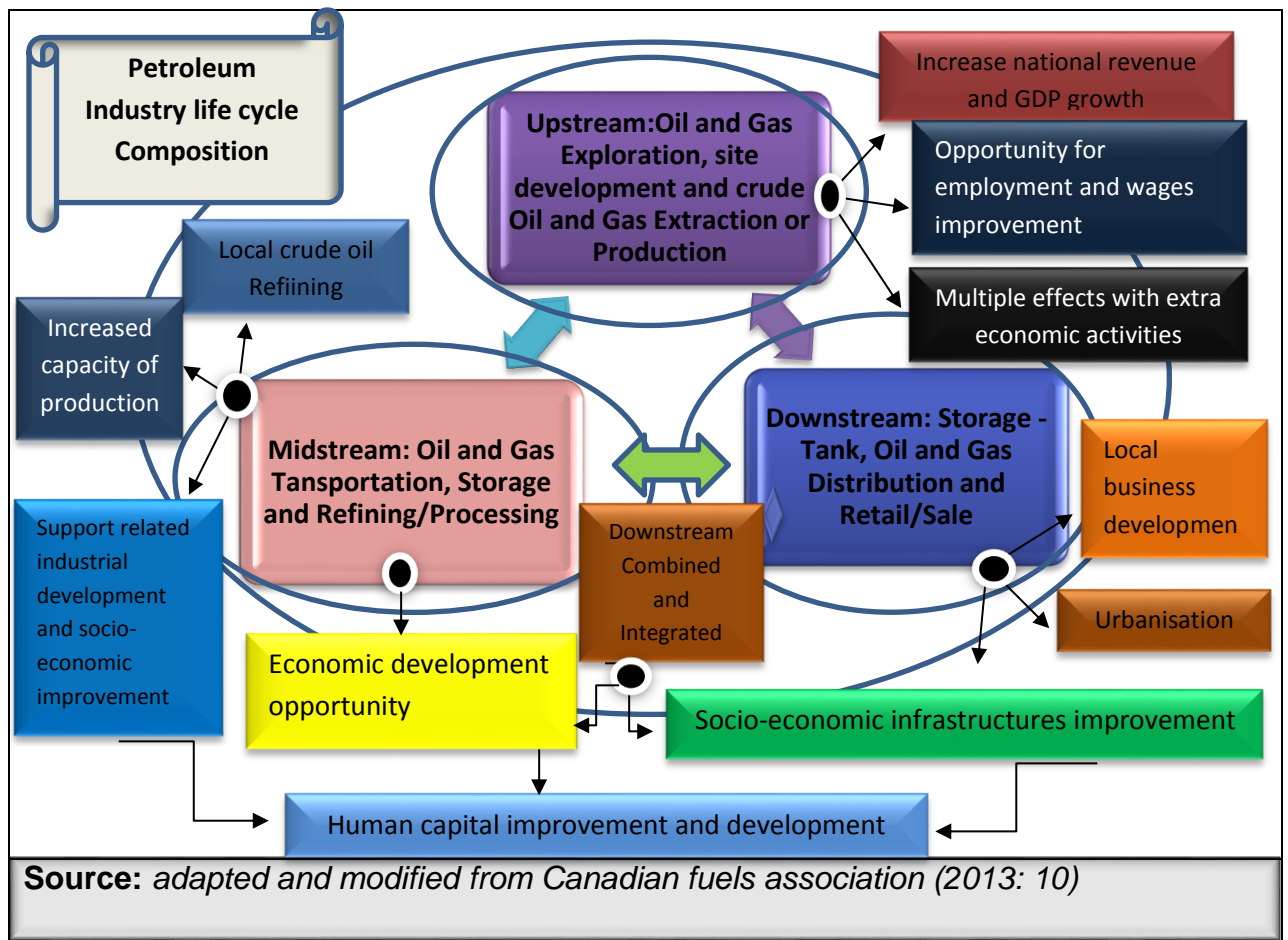 Petroleum
Industry life cycle
Composition
Increase national revenue
and GDP growth
Upstream:Oil and Gas
Exploration, site
development and crude
Oil and Gas Extraction or
Production
Opportunity for
employment and wages
improvement
Multiple effects with extra
economic activities
Local crude oil
Refiining
Increased
capacity of
production
Midstream: Oil and Gas
Tansportation, Storage
and Refining/Processing
Downstream: Storage -
Tank, Oil and Gas
Distribution and
Retail/Sale
Local
business
developmen
Support related
industrial
development
and socio-
economic
improvement
Downstream
Combined
and
Integrated
Urbanisation
Economic development
opportunity
Socio-economic infrastructures improvement
Human capital improvement and development
Source: adapted and modified from Canadian fuels association (2013: 10)